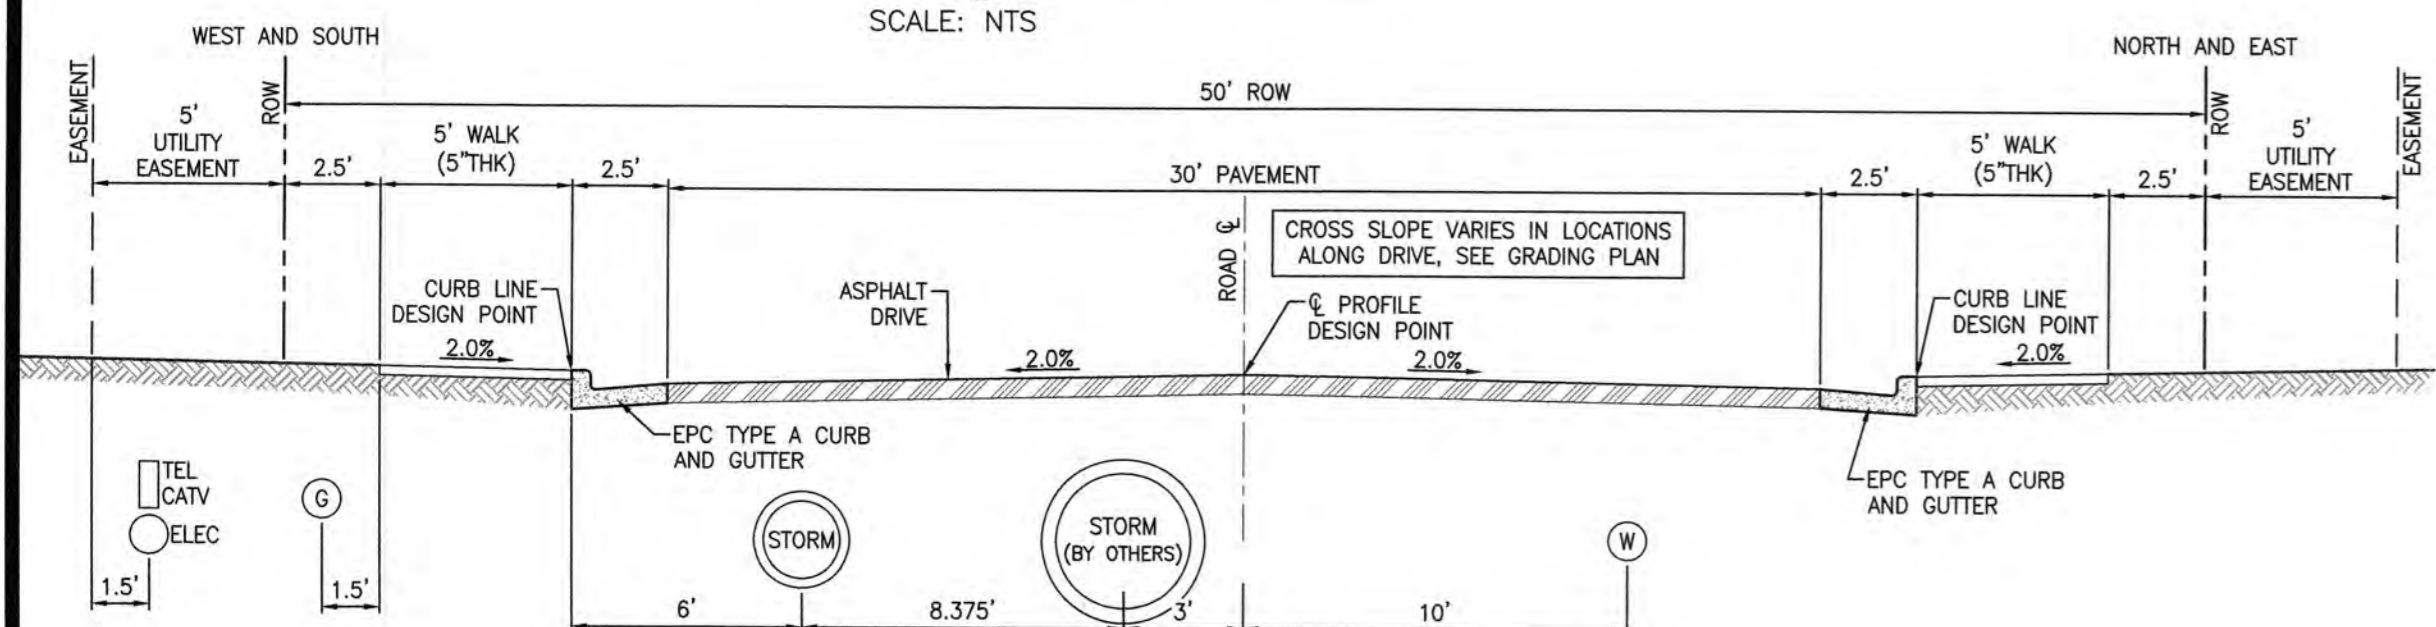 SCALE: NTS
WEST AND SOUTH
NORTH AND EAST
EASEMENT
ROW
50' ROW
ROW
EASEMENT
5'
UTILITY
EASEMENT
2.5'
5' WALK
(5"THK)
2.5'
30' PAVEMENT
2.5'
5' WALK
(5"THK)
2.5'
5'
UTILITY
EASEMENT
CROSS SLOPE VARIES IN LOCATIONS
ALONG DRIVE, SEE GRADING PLAN
ROAD ℄
CURB LINE
DESIGN POINT
ASPHALT
DRIVE
℄ PROFILE
DESIGN POINT
CURB LINE
DESIGN POINT
2.0%
2.0%
2.0%
2.0%
EPC TYPE A CURB
AND GUTTER
EPC TYPE A CURB
AND GUTTER
TEL
CATV
ELEC
G
STORM
STORM
(BY OTHERS)
W
1.5'
1.5'
6'
8.375'
3'
10'